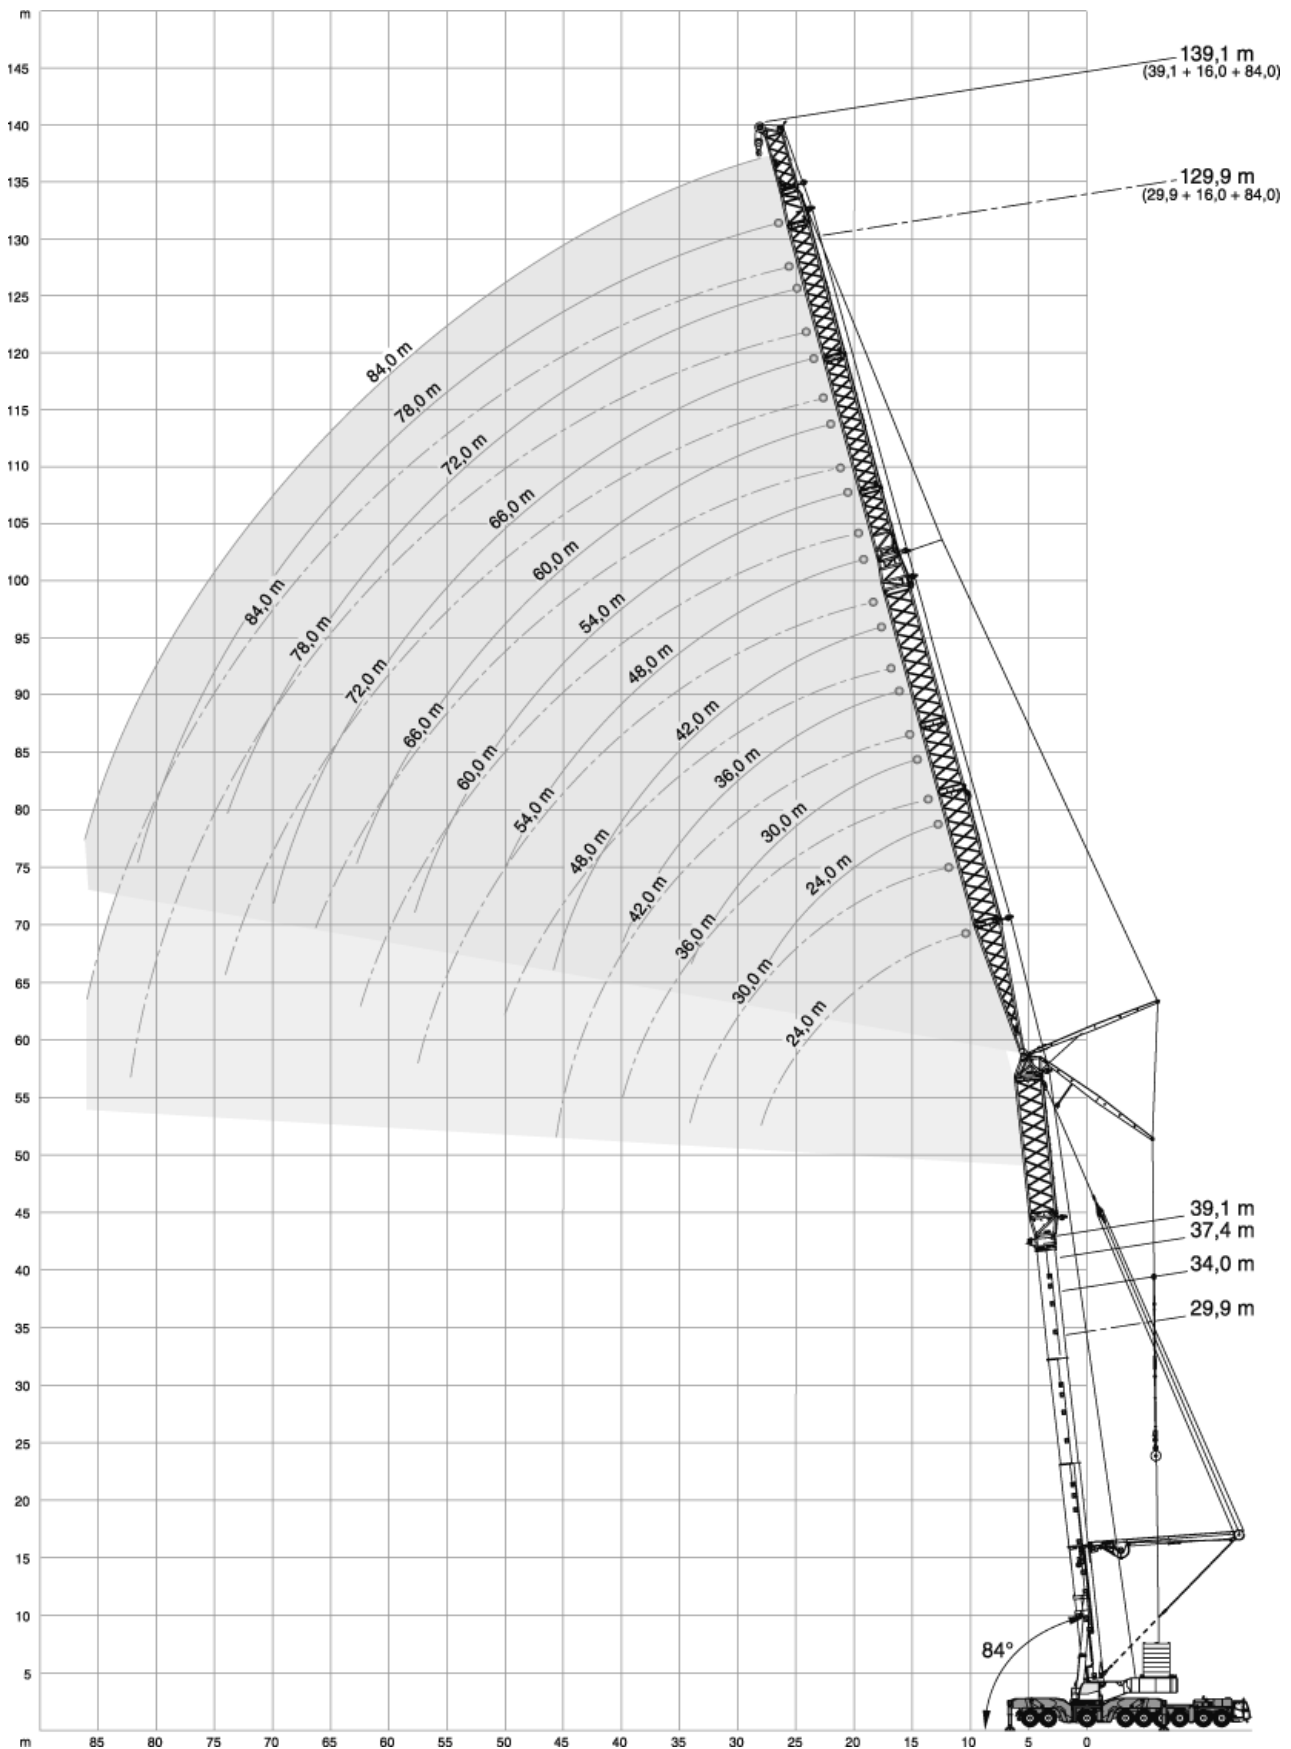 m
145
140
135
130
125
120
115
110
105
100
95
90
85
80
75
70
65
60
55
50
45
40
35
30
25
20
15
10
5
m
85
80
75
70
65
60
55
50
45
40
35
30
25
20
15
10
5
0
139,1 m
(39,1 + 16,0 + 84,0)
129,9 m
(29,9 + 16,0 + 84,0)
84,0 m
78,0 m
72,0 m
66,0 m
60,0 m
54,0 m
48,0 m
42,0 m
36,0 m
30,0 m
24,0 m
84,0 m
78,0 m
72,0 m
66,0 m
60,0 m
54,0 m
48,0 m
42,0 m
36,0 m
30,0 m
24,0 m
39,1 m
37,4 m
34,0 m
29,9 m
84°